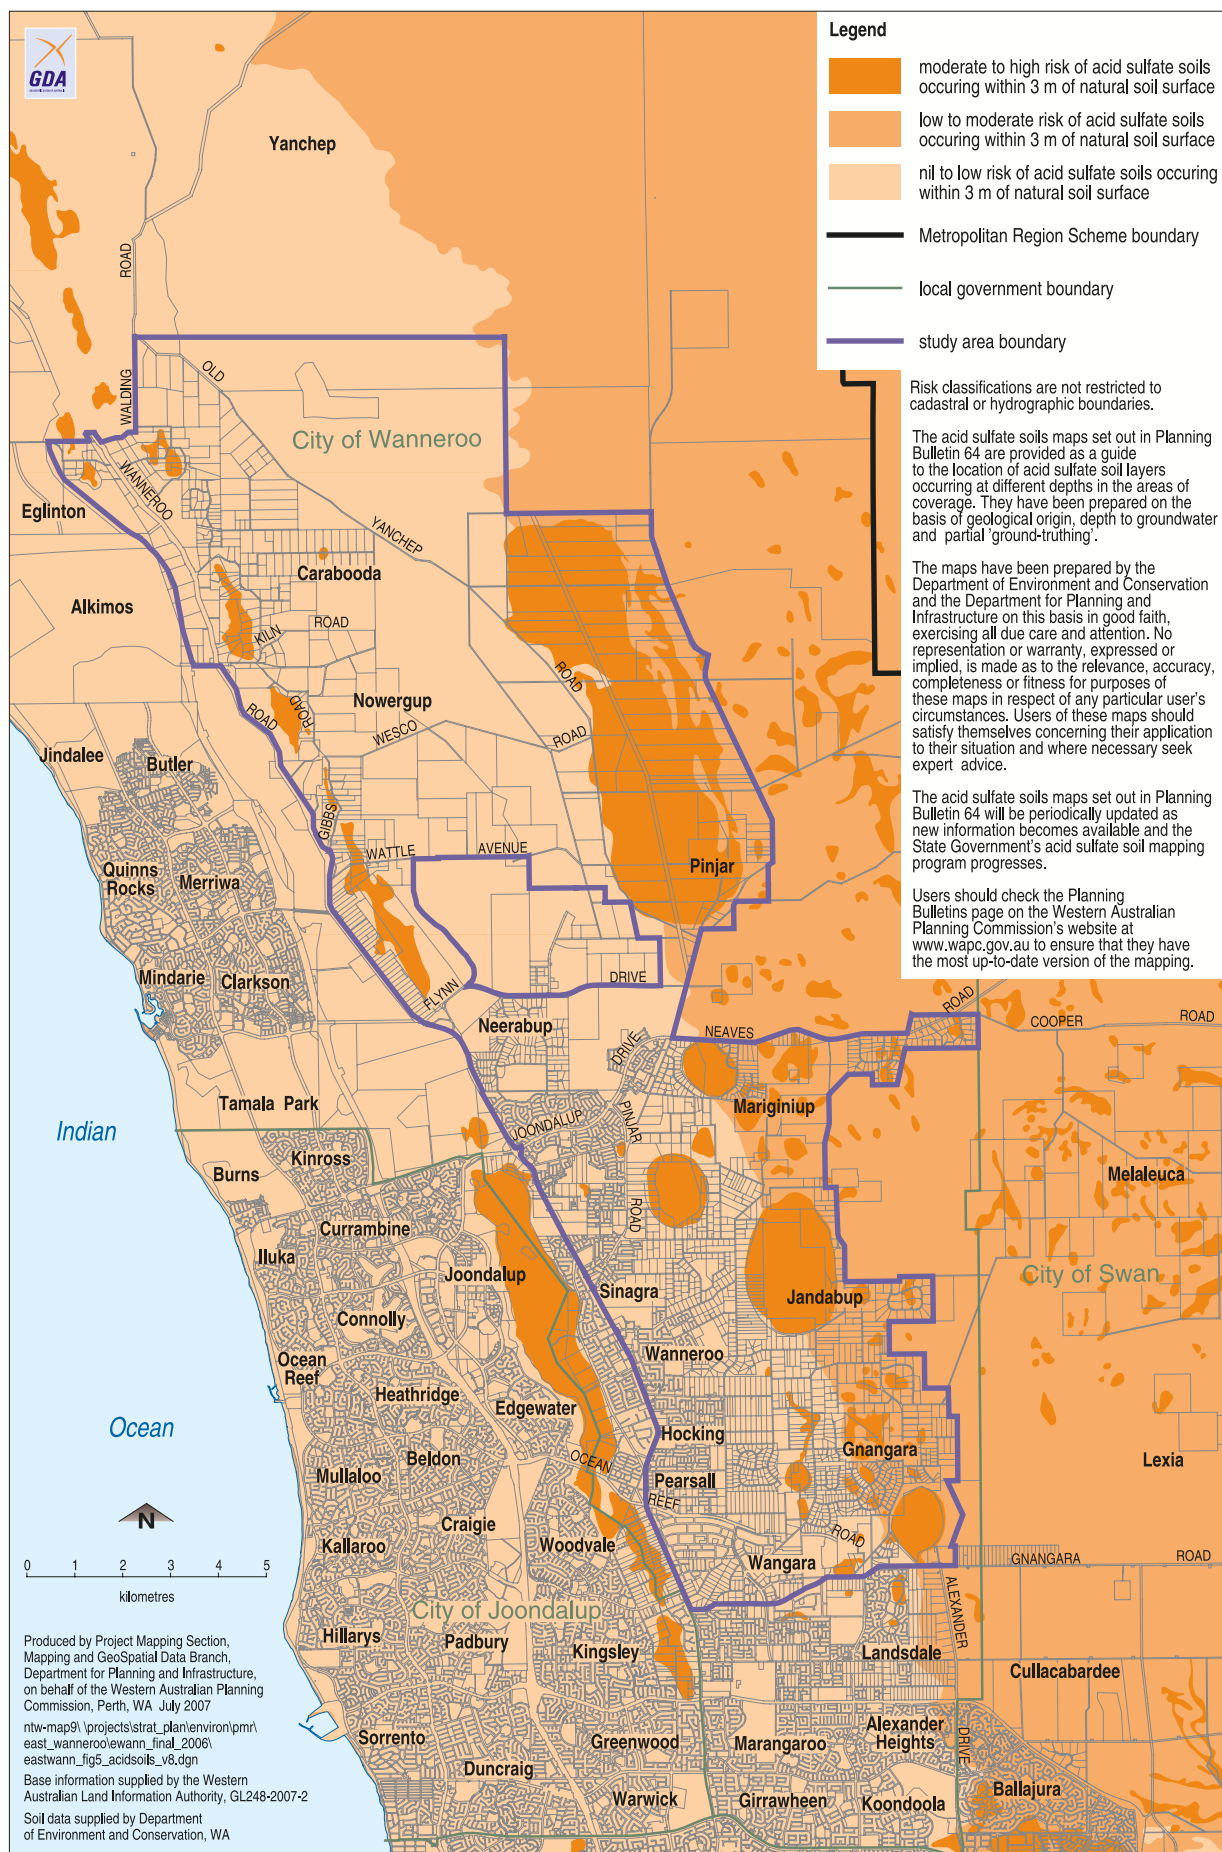 GDA
Legend
moderate to high risk of acid sulfate soils
occuring within 3 m of natural soil surface
low to moderate risk of acid sulfate soils
occuring within 3 m of natural soil surface
nil to low risk of acid sulfate soils occuring
within 3 m of natural soil surface
Metropolitan Region Scheme boundary
local government boundary
study area boundary
Risk classifications are not restricted to
cadastral or hydrographic boundaries.
The acid sulfate soils maps set out in Planning
Bulletin 64 are provided as a guide
to the location of acid sulfate soil layers
occurring at different depths in the areas of
coverage. They have been prepared on the
basis of geological origin, depth to groundwater
and partial 'ground-truthing'.
The maps have been prepared by the
Department of Environment and Conservation
and the Department for Planning and
Infrastructure on this basis in good faith,
exercising all due care and attention. No
representation or warranty, expressed or
implied, is made as to the relevance, accuracy,
completeness or fitness for purposes of
these maps in respect of any particular user's
circumstances. Users of these maps should
satisfy themselves concerning their application
to their situation and where necessary seek
expert advice.
The acid sulfate soils maps set out in Planning
Bulletin 64 will be periodically updated as
new information becomes available and the
State Government's acid sulfate soil mapping
program progresses.
Users should check the Planning
Bulletins page on the Western Australian
Planning Commission's website at
www.wapc.gov.au to ensure that they have
the most up-to-date version of the mapping.
Yanchep
ROAD
WALDING
OLD
City of Wanneroo
WANNEROO
Eglinton
YANCHEP
Carabooda
Alkimos
KILN
ROAD
ROAD
Nowergup
ROAD
ROAD
WESCO
ROAD
Jindalee
Butler
GIBBS
WATTLE
AVENUE
Pinjar
Quinns
Rocks
Merriwa
Mindarie
Clarkson
FLYNN
DRIVE
Neerabup
DRIVE
NEAVES
ROAD
COOPER
ROAD
Tamala Park
JOONDALUP
PINJAR
Mariginiup
Indian
Kinross
Burns
Melaleuca
Currambine
ROAD
Iluka
Joondalup
Sinagra
Jandabup
City of Swan
Connolly
Wanneroo
Ocean
Reef
Heathridge
Edgewater
Ocean
Hocking
Gnangara
Beldon
OCEAN
Lexia
Mullaloo
Pearsall
REEF
N
Craigie
ROAD
Kallaroo
Woodvale
Wangara
GNANGARA
ROAD
0 1 2 3 4 5
kilometres
ALEXANDER
City of Joondalup
Hillarys
Padbury
Kingsley
Landsdale
Cullacabardee
Produced by Project Mapping Section,
Mapping and GeoSpatial Data Branch,
Department for Planning and Infrastructure,
on behalf of the Western Australian Planning
Commission, Perth, WA July 2007
ntw-map9\ \projects\strat_plan\environ\pmr\
east_wanneroo\ewann_final_2006\
eastwann_fig5_acidsoils_v8.dgn
Base information supplied by the Western
Australian Land Information Authority, GL248-2007-2
Soil data supplied by Department
of Environment and Conservation, WA
Sorrento
Greenwood
Marangaroo
Alexander
Heights
DRIVE
Duncraig
Warwick
Girrawheen
Koondoola
Ballajura